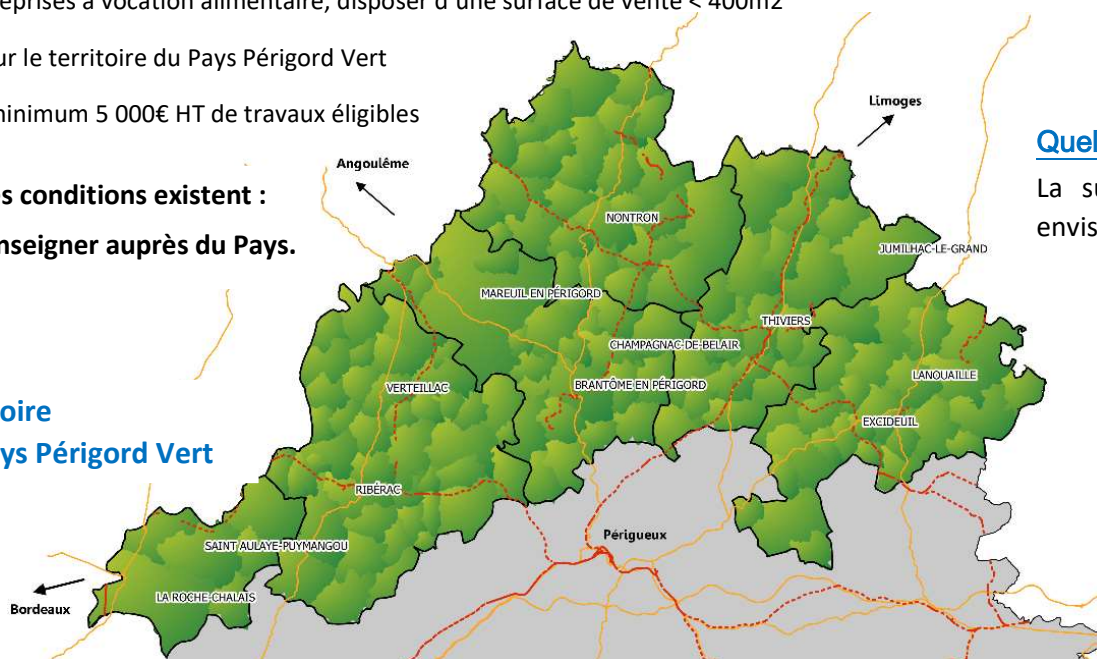 reprises à vocation alimentaire, disposer d'une surface de vente < 400m2
ur le territoire du Pays Périgord Vert
minimum 5 000€ HT de travaux éligibles
es conditions existent :
nseigner auprès du Pays.
Quel
La su
envis
oire
ys Périgord Vert
Limoges
Angoulême
NONTRON
JUMILHAC-LE-GRAND
MAREUIL EN PÉRIGORD
THIVIERS
CHAMPAGNAC-DE-BELAIR
VERTEILLAC
BRANTÔME EN PÉRIGORD
LANOUAILLE
EXCIDEUIL
RIBÉRAC
Périgueux
SAINT AULAYE-PUYMANGOU
LA ROCHE-CHALAIS
Bordeaux